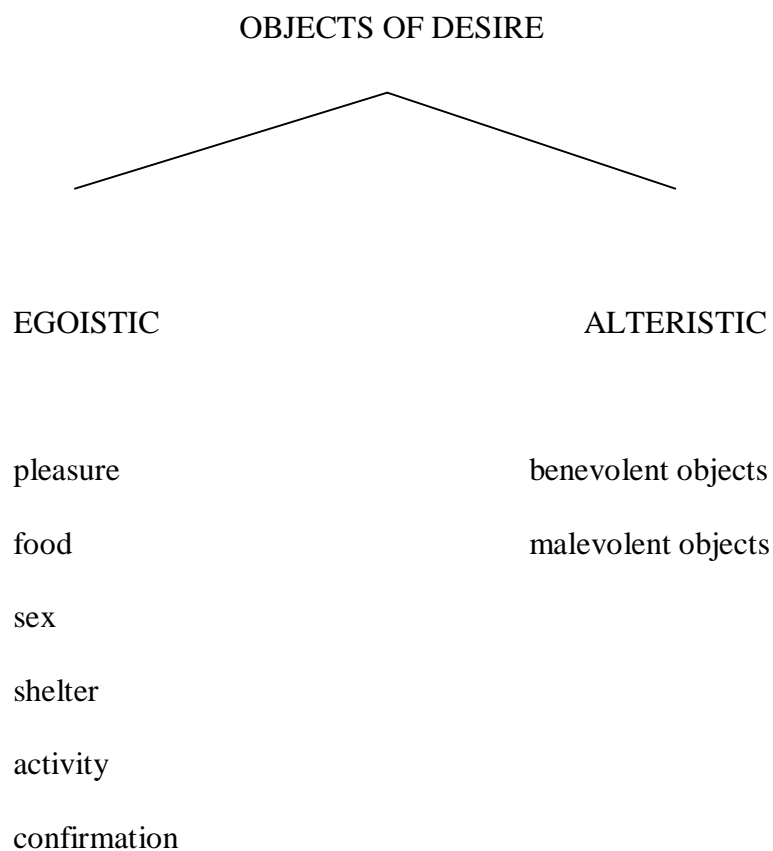 OBJECTS OF DESIRE
EGOISTIC ALTERISTIC
pleasure benevolent objects
food malevolent objects
sex
shelter
activity
confirmation